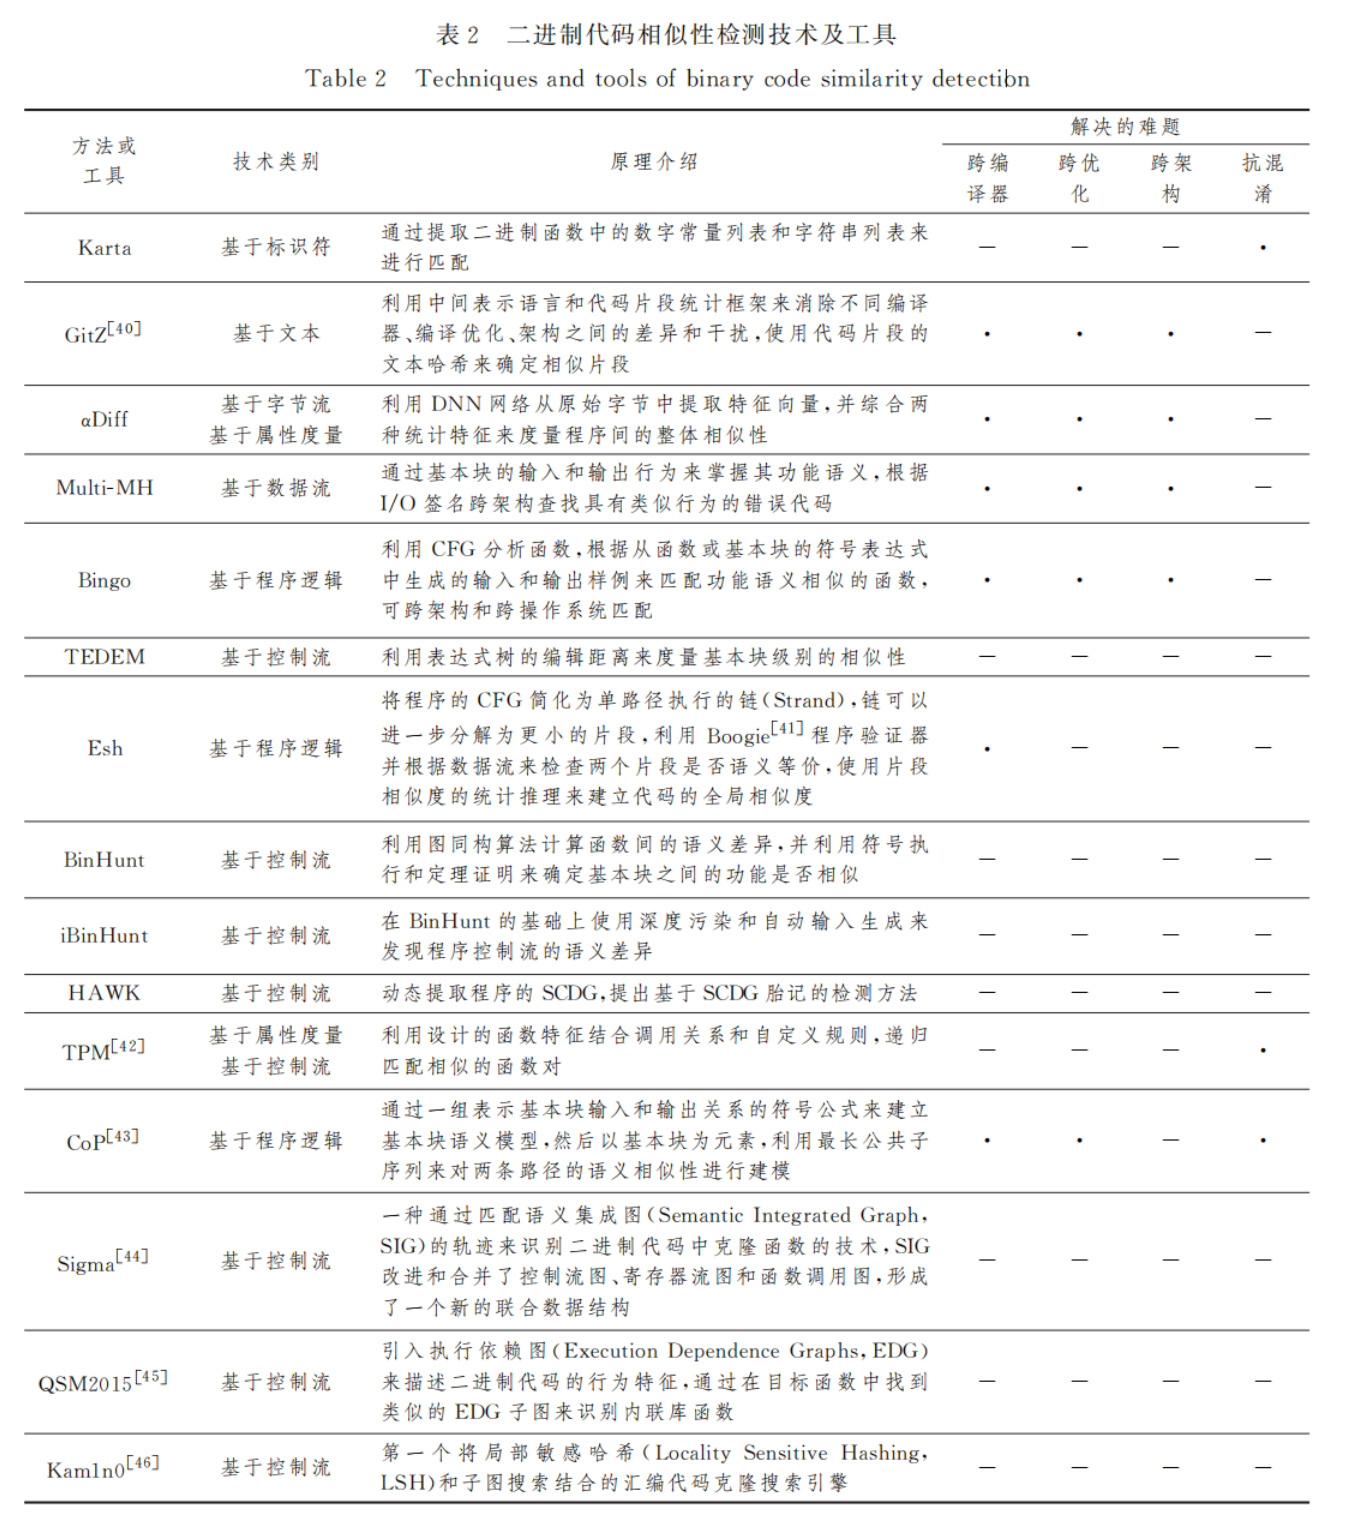 表 2 二进制代码相似性检测技术及工具
Table 2 Techniques and tools of binary code similarity detectibn
方法或
工具
技术类别
原理介绍
解决的难题
跨编
译器
跨优
化
跨架
构
抗混
淆
Karta
基于标识符
通过提取二进制函数中的数字常量列表和字符串列表来
进行匹配
— — — ·
GitZ[40]
基于文本
利用中间表示语言和代码片段统计框架来消除不同编译
器、编译优化、架构之间的差异和干扰,使用代码片段的
文本哈希来确定相似片段
· · · —
αDiff
基于字节流
基于属性度量
利用 DNN 网络从原始字节中提取特征向量,并综合两
种统计特征来度量程序间的整体相似性
· · · —
Multi-MH
基于数据流
通过基本块的输入和输出行为来掌握其功能语义,根据
I/O 签名跨架构查找具有类似行为的错误代码
· · · —
Bingo
基于程序逻辑
利用 CFG 分析函数,根据从函数或基本块的符号表达式
中生成的输入和输出样例来匹配功能语义相似的函数,
可跨架构和跨操作系统匹配
· · · —
TEDEM
基于控制流
利用表达式树的编辑距离来度量基本块级别的相似性
— — — —
Esh
基于程序逻辑
将程序的 CFG 简化为单路径执行的链(Strand),链可以
进一步分解为更小的片段,利用 Boogie[41] 程序验证器
并根据数据流来检查两个片段是否语义等价,使用片段
相似度的统计推理来建立代码的全局相似度
· — — —
BinHunt
基于控制流
利用图同构算法计算函数间的语义差异,并利用符号执
行和定理证明来确定基本块之间的功能是否相似
— — — —
iBinHunt
基于控制流
在 BinHunt 的基础上使用深度污染和自动输入生成来
发现程序控制流的语义差异
— — — —
HAWK
基于控制流
动态提取程序的 SCDG,提出基于 SCDG 胎记的检测方法
— — — —
TPM[42]
基于属性度量
基于控制流
利用设计的函数特征结合调用关系和自定义规则,递归
匹配相似的函数对
— — — ·
CoP[43]
基于程序逻辑
通过一组表示基本块输入和输出关系的符号公式来建立
基本块语义模型,然后以基本块为元素,利用最长公共子
序列来对两条路径的语义相似性进行建模
· · — ·
Sigma[44]
基于控制流
一种通过匹配语义集成图(Semantic Integrated Graph,
SIG)的轨迹来识别二进制代码中克隆函数的技术,SIG
改进和合并了控制流图、寄存器流图和函数调用图,形成
了一个新的联合数据结构
— — — —
QSM2015[45]
基于控制流
引入执行依赖图(Execution Dependence Graphs,EDG)
来描述二进制代码的行为特征,通过在目标函数中找到
类似的 EDG 子图来识别内联库函数
— — — —
Kam1n0[46]
基于控制流
第一个将局部敏感哈希(Locality Sensitive Hashing,
LSH)和子图搜索结合的汇编代码克隆搜索引擎
— — — —